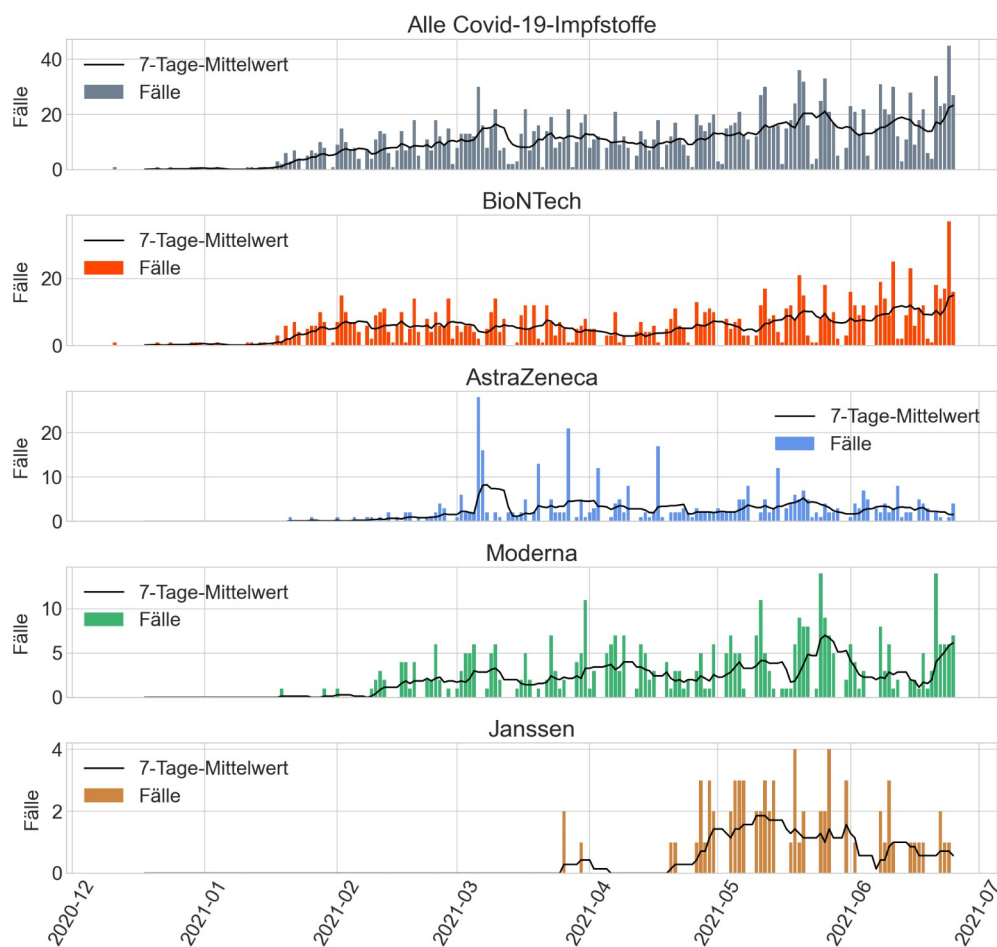 Alle Covid-19-Impfstoffe
40
20
0
Fälle
7-Tage-Mittelwert
Fälle
BioNTech
20
0
Fälle
7-Tage-Mittelwert
Fälle
AstraZeneca
20
10
0
Fälle
7-Tage-Mittelwert
Fälle
Moderna
10
5
0
Fälle
7-Tage-Mittelwert
Fälle
Janssen
4
2
0
Fälle
7-Tage-Mittelwert
Fälle
2020-12
2021-01
2021-02
2021-03
2021-04
2021-05
2021-06
2021-07